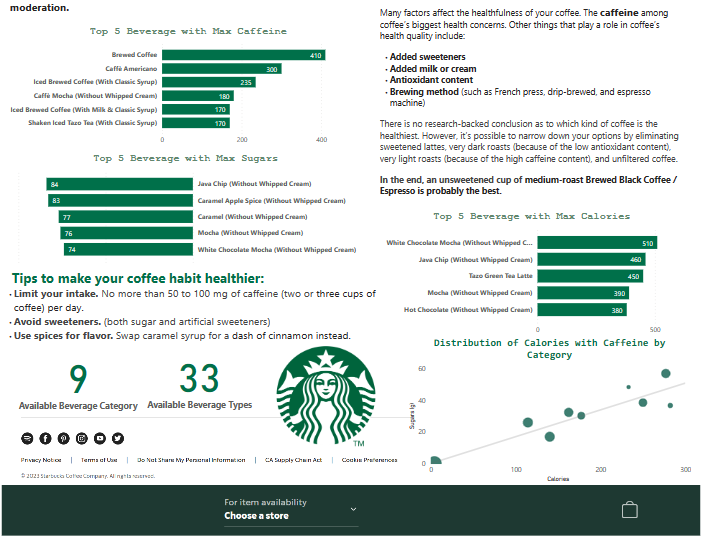 moderation.
Top 5 Beverage with Max Caffeine
Brewed Coffee 410
Caffè Americano 300
Iced Brewed Coffee (With Classic Syrup) 235
Caffè Mocha (Without Whipped Cream) 180
Iced Brewed Coffee (With Milk & Classic Syrup) 170
Shaken Iced Tazo Tea (With Classic Syrup) 170
0 200 400
Top 5 Beverage with Max Sugars
84 Java Chip (Without Whipped Cream)
83 Caramel Apple Spice (Without Whipped Cream)
77 Caramel (Without Whipped Cream)
76 Mocha (Without Whipped Cream)
74 White Chocolate Mocha (Without Whipped Cream)
Tips to make your coffee habit healthier:
· Limit your intake. No more than 50 to 100 mg of caffeine (two or three cups of
coffee) per day.
· Avoid sweeteners. (both sugar and artificial sweeteners)
· Use spices for flavor. Swap caramel syrup for a dash of cinnamon instead.
9
Available Beverage Category
33
Available Beverage Types
TM
Privacy Notice | Terms of Use | Do Not Share My Personal Information | CA Supply Chain Act | Cookie Preferences
© 2023 Starbucks Coffee Company. All rights reserved.
Many factors affect the healthfulness of your coffee. The caffeine among
coffee's biggest health concerns. Other things that play a role in coffee's
health quality include:
· Added sweeteners
· Added milk or cream
· Antioxidant content
· Brewing method (such as French press, drip-brewed, and espresso
machine)
There is no research-backed conclusion as to which kind of coffee is the
healthiest. However, it's possible to narrow down your options by eliminating
sweetened lattes, very dark roasts (because of the low antioxidant content),
very light roasts (because of the high caffeine content), and unfiltered coffee.
In the end, an unsweetened cup of medium-roast Brewed Black Coffee /
Espresso is probably the best.
Top 5 Beverage with Max Calories
White Chocolate Mocha (Without Whipped C... 510
Java Chip (Without Whipped Cream) 460
Tazo Green Tea Latte 450
Mocha (Without Whipped Cream) 390
Hot Chocolate (Without Whipped Cream) 380
0 500
Distribution of Calories with Caffeine by
Category
60
40
20
0
Sugars (g)
0 100 200 300
Calories
For item availability
Choose a store